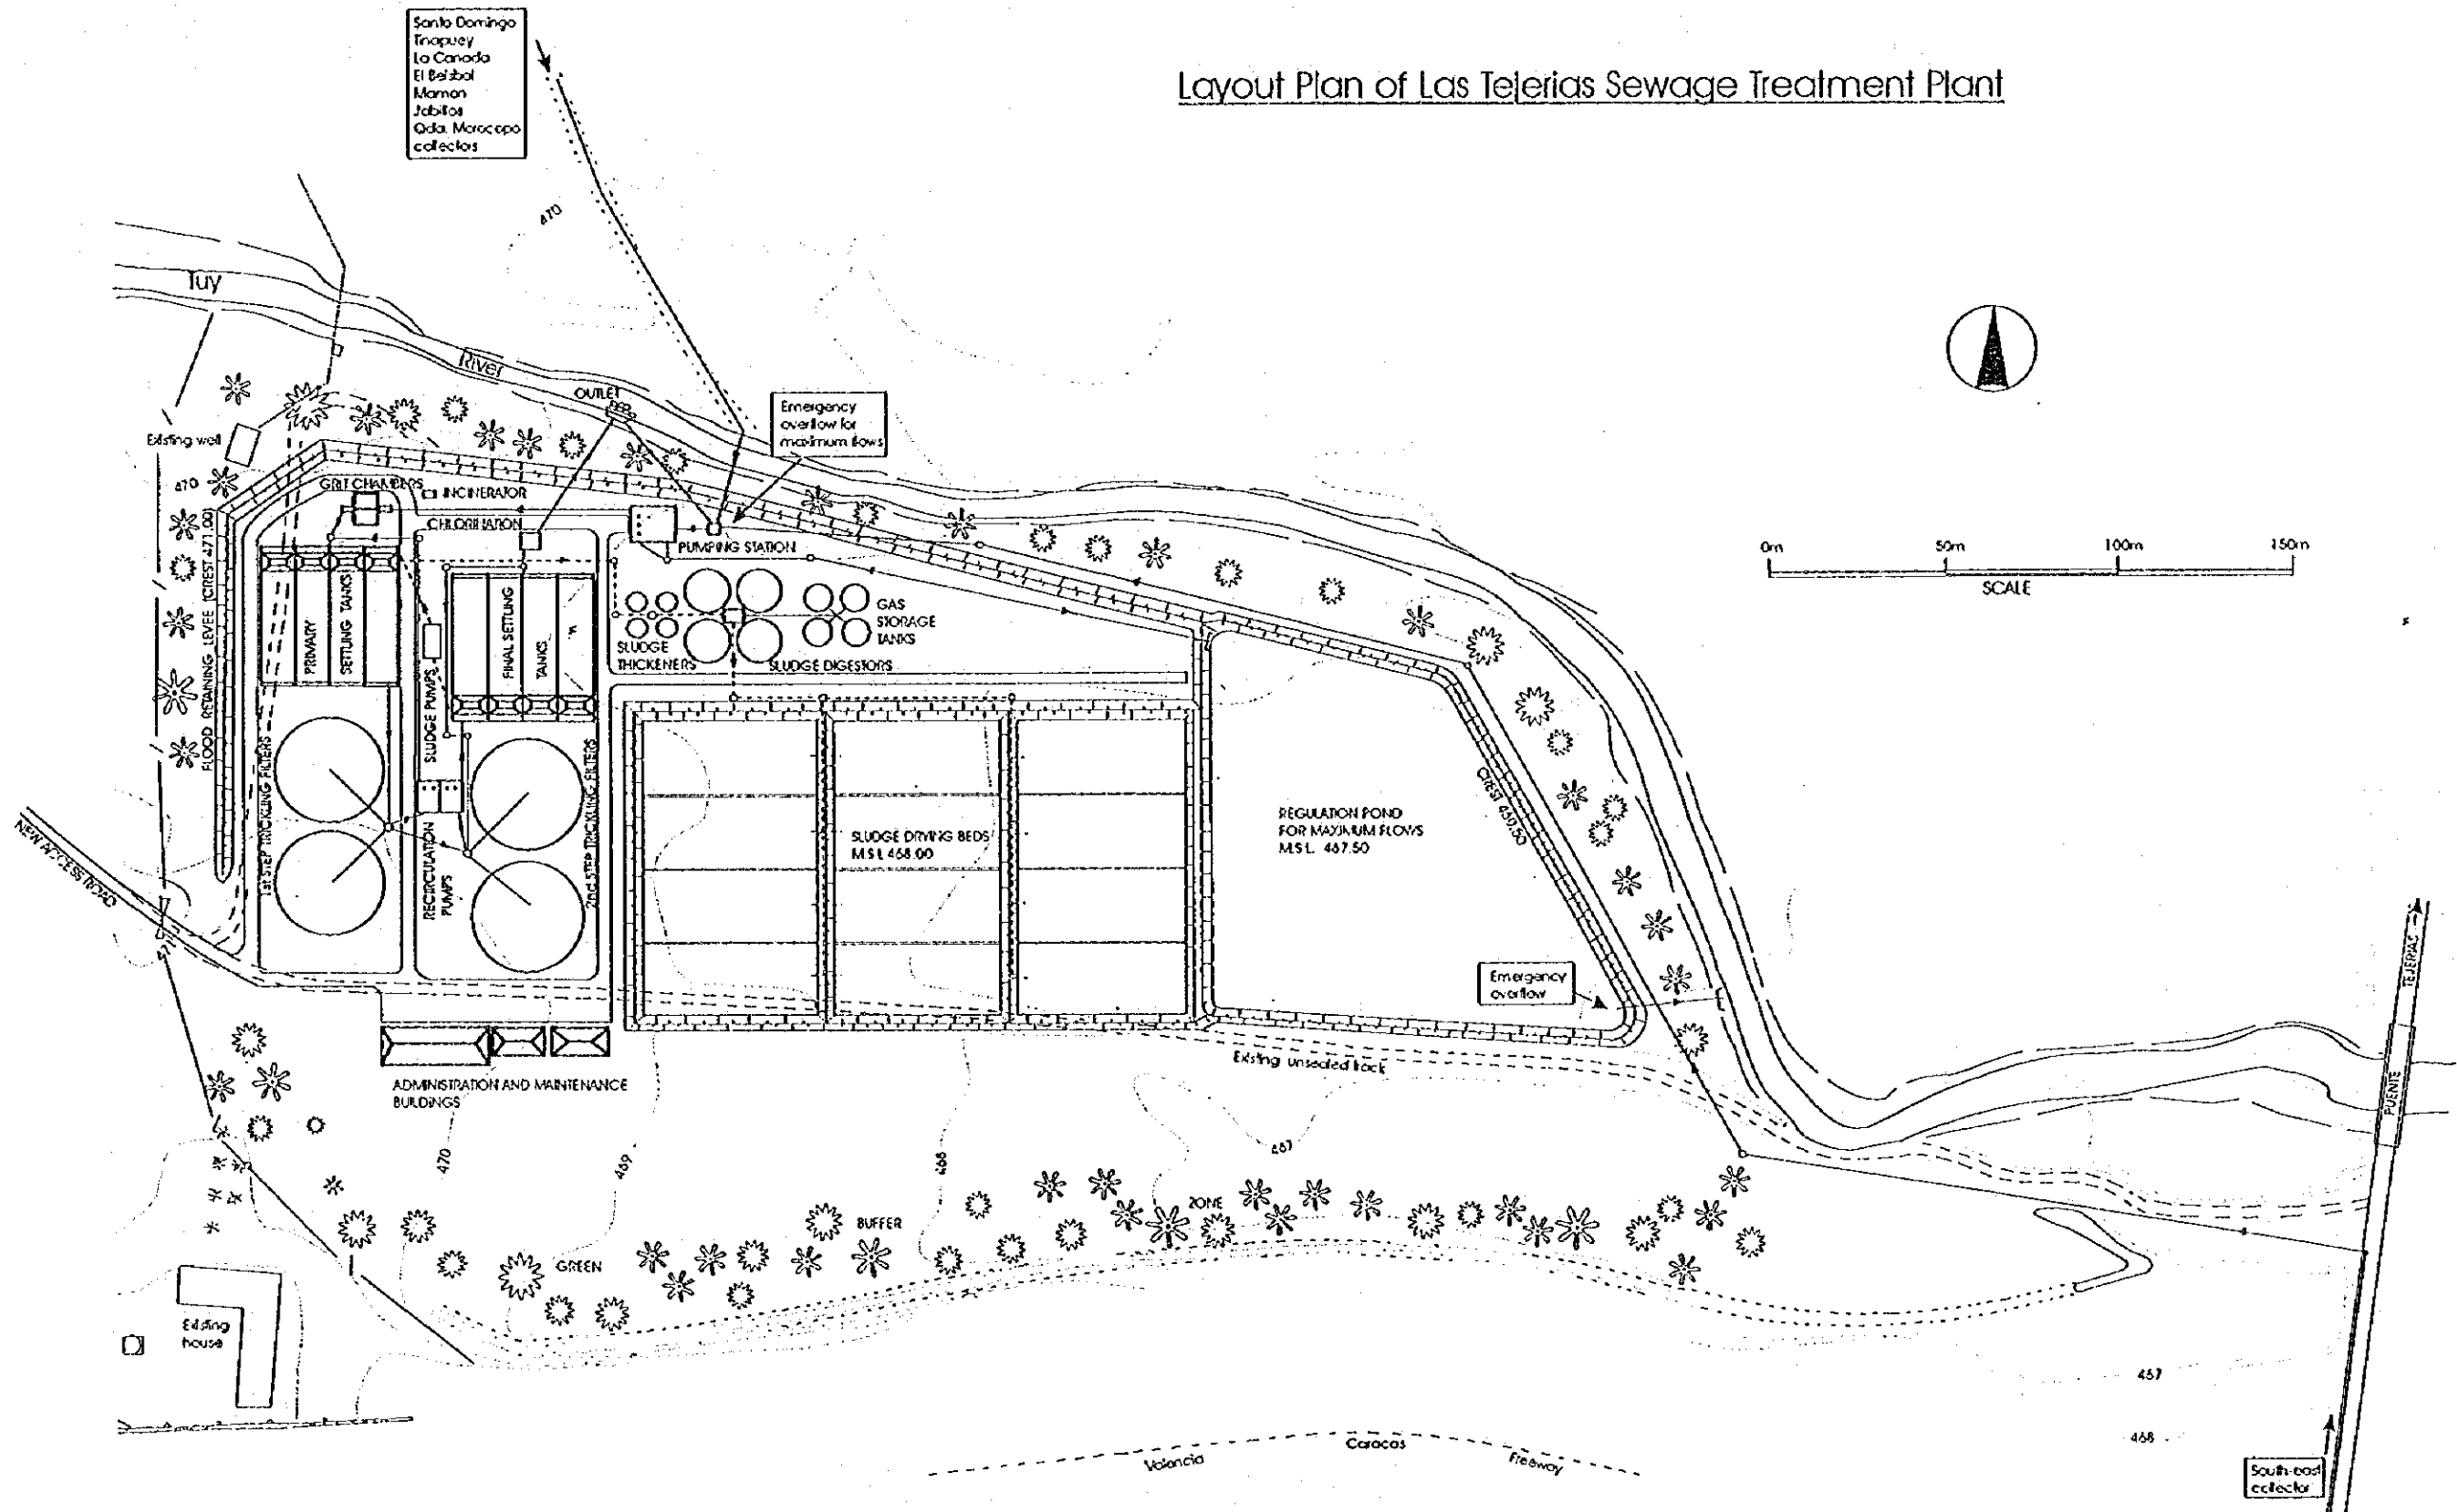 Santo Domingo
Tinapuey
La Canada
El Beisbol
Mamon
Jabillos
Qda. Morocopo
collectors
Layout Plan of Las Tejerias Sewage Treatment Plant
470
Tuy
River
OUTLET
Emergency
overflow for
maximum flows
Existing well
470
GRIT CHAMBERS
INCINERATOR
CHLORINATION
PUMPING STATION
0m
50m
100m
150m
SCALE
FLOOD RETAINING LEVEE (CREST 471.00)
PRIMARY
SETTLING TANKS
SLUDGE PUMPS
FINAL SETTLING
TANKS
SLUDGE
THICKENERS
SLUDGE DIGESTORS
GAS
STORAGE
TANKS
1st STEP TRICKLING FILTERS
RECIRCULATION
PUMPS
2nd STEP TRICKLING FILTERS
SLUDGE DRYING BEDS
M.S.L 468.00
REGULATION POND
FOR MAXIMUM FLOWS
M.S.L. 467.50
NEW ACCESS ROAD
Emergency
overflow
Existing unsealed track
ADMINISTRATION AND MAINTENANCE
BUILDINGS
470
469
468
467
GREEN
BUFFER
ZONE
TEJERIAS
PUENTE
Existing
house
467
468
Valencia
Caracas
Freeway
South-east
collector